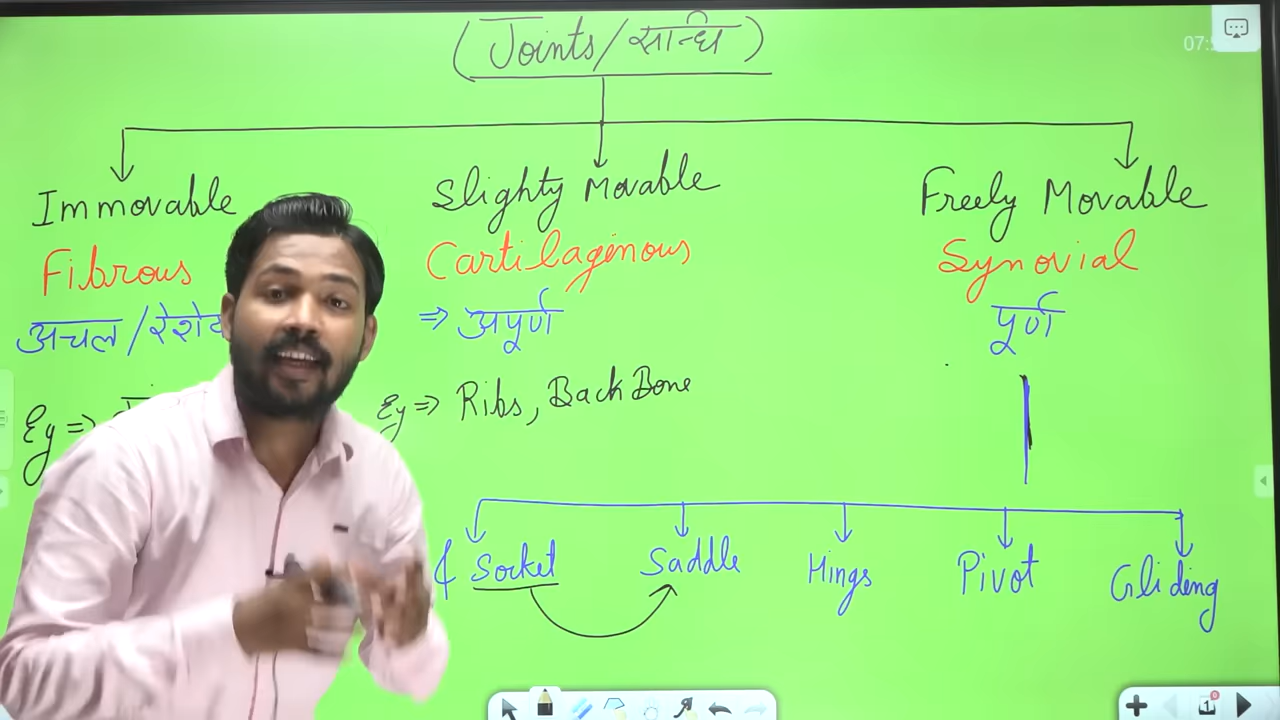 (Joints/सन्धि)
Immovable
Slighty Movable
Freely Movable
Fibrous
Cartilagenous
Synovial
अचल/
⇒ अपूर्ण
पूर्ण
Eg ⇒
Eg ⇒ Ribs, Back Bone
& Socket
Saddle
Hings
Pivot
Gliding